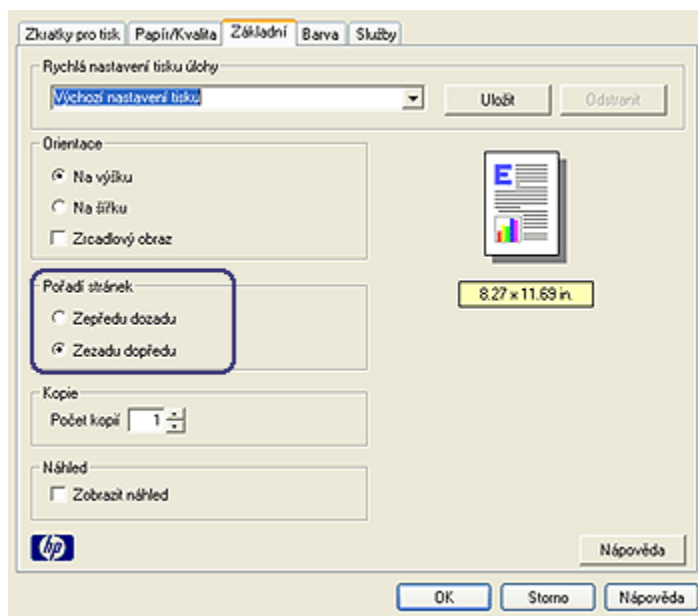 Zkratky pro tisk Papír/Kvalita Základní Barva Služby
Rychlá nastavení tisku úlohy
Výchozí nastavení tisku Uložit Odstranit
Orientace
Na výšku
Na šířku
Zrcadlový obraz
E
Pořadí stránek
Zepředu dozadu
Zezadu dopředu
8.27 x 11.69 in.
Kopie
Počet kopií 1
Náhled
Zobrazit náhled
hp Nápověda
OK Storno Nápověda